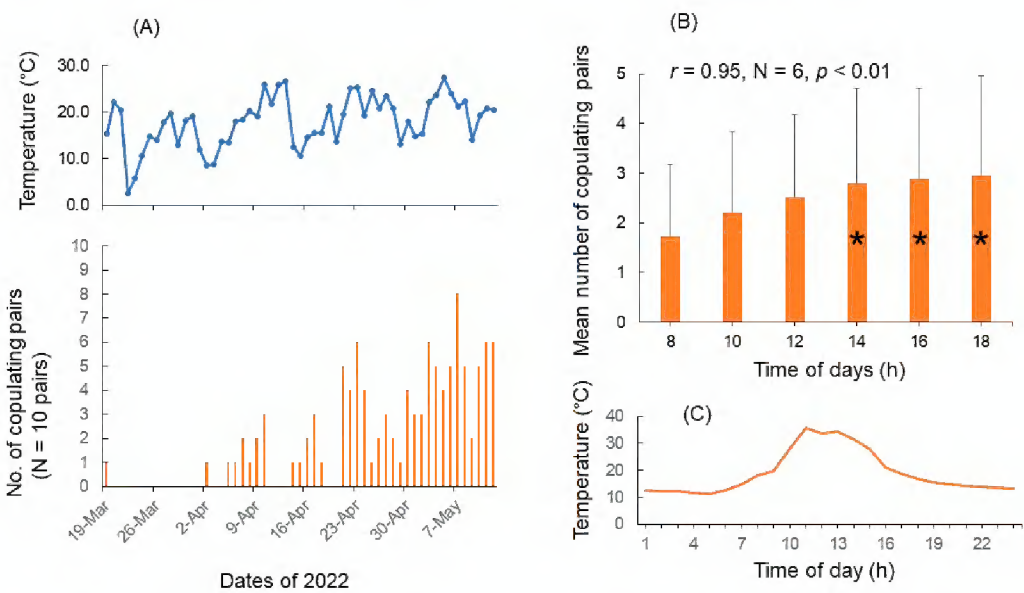 (A)
Temperature (°C)
30.0
20.0
10.0
0.0
No. of copulating pairs
(N = 10 pairs)
10
9
8
7
6
5
4
3
2
1
0
19-Mar
26-Mar
2-Apr
9-Apr
16-Apr
23-Apr
30-Apr
7-May
Dates of 2022
(B)
r = 0.95, N = 6, p < 0.01
Mean number of copulating pairs
5
4
3
2
1
0
* * *
8 10 12 14 16 18
Time of days (h)
(C)
Temperature (°C)
40
30
20
10
0
1 4 7 10 13 16 19 22
Time of day (h)